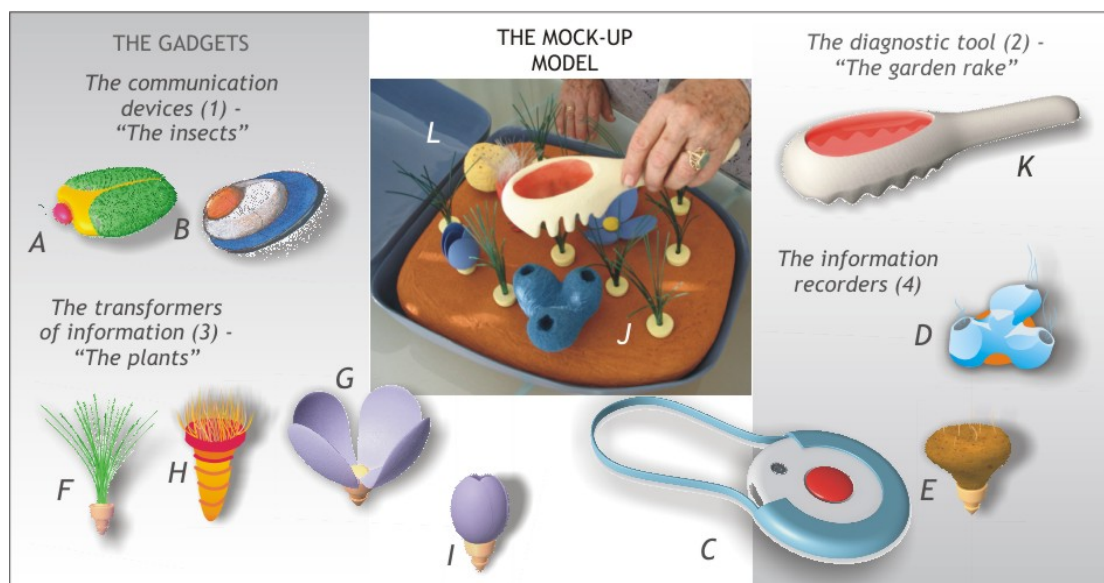 THE GADGETS
The communication
devices (1) -
“The insects”
A
B
The transformers
of information (3) -
“The plants”
F
H
G
I
THE MOCK-UP
MODEL
L
J
C
The diagnostic tool (2) -
“The garden rake”
K
The information
recorders (4)
D
E